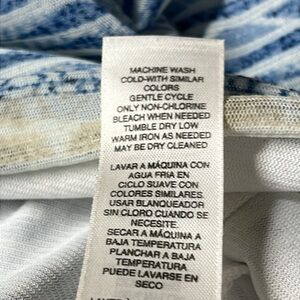 MACHINE WASH
COLD-WITH SIMILAR
COLORS
GENTLE CYCLE
ONLY NON-CHLORINE
BLEACH WHEN NEEDED
TUMBLE DRY LOW
WARM IRON AS NEEDED
MAY BE DRY CLEANED
LAVAR A MÁQUINA CON
AGUA FRIA EN
CICLO SUAVE CON
COLORES SIMILARES.
USAR BLANQUEADOR
SIN CLORO CUANDO SE
NECESITE.
SECAR A MÁQUINA A
BAJA TEMPERATURA
PLANCHAR A BAJA
TEMPERATURA
PUEDE LAVARSE EN
SECO